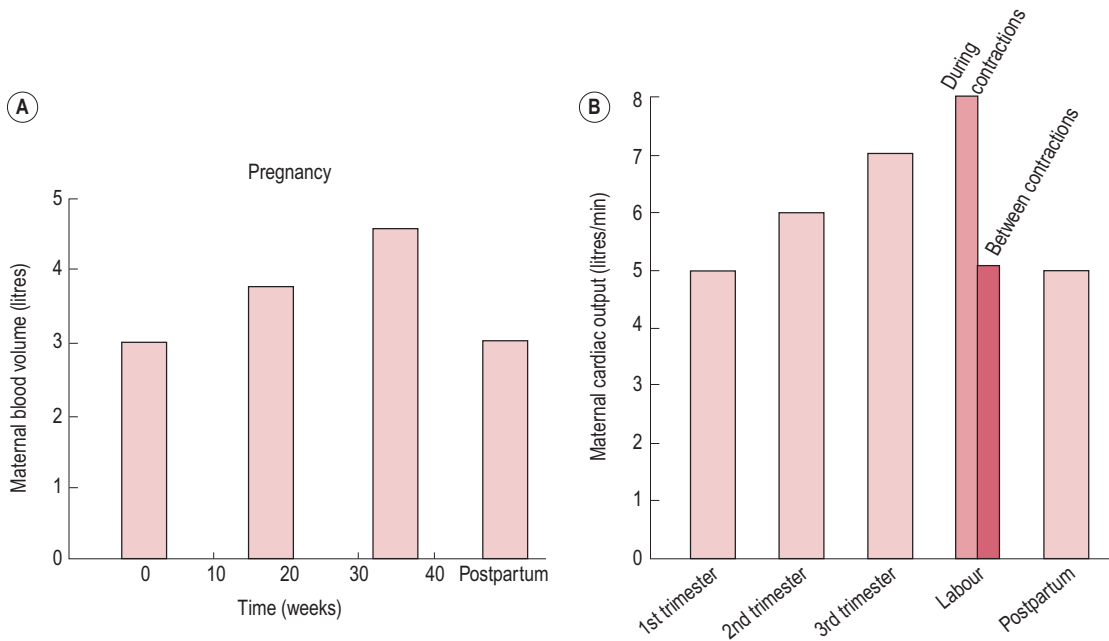 A
Pregnancy
Maternal blood volume (litres)
5
4
3
2
1
0
0 10 20 30 40 Postpartum
Time (weeks)
B
Maternal cardiac output (litres/min)
8
7
6
5
4
3
2
1
0
During
contractions
Between contractions
1st trimester
2nd trimester
3rd trimester
Labour
Postpartum